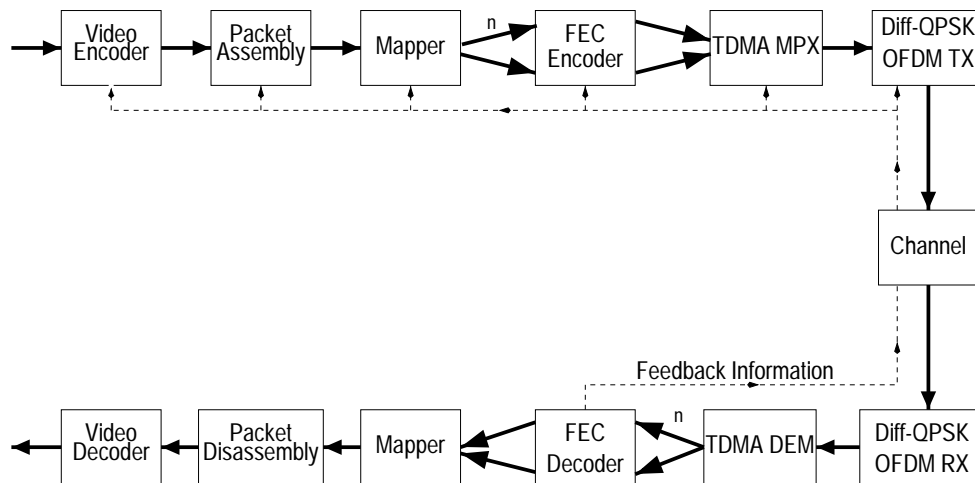 Video
Encoder
Packet
Assembly
Mapper
n
FEC
Encoder
TDMA MPX
Diff-QPSK
OFDM TX
Channel
Feedback Information
Video
Decoder
Packet
Disassembly
Mapper
FEC
Decoder
n
TDMA DEM
Diff-QPSK
OFDM RX